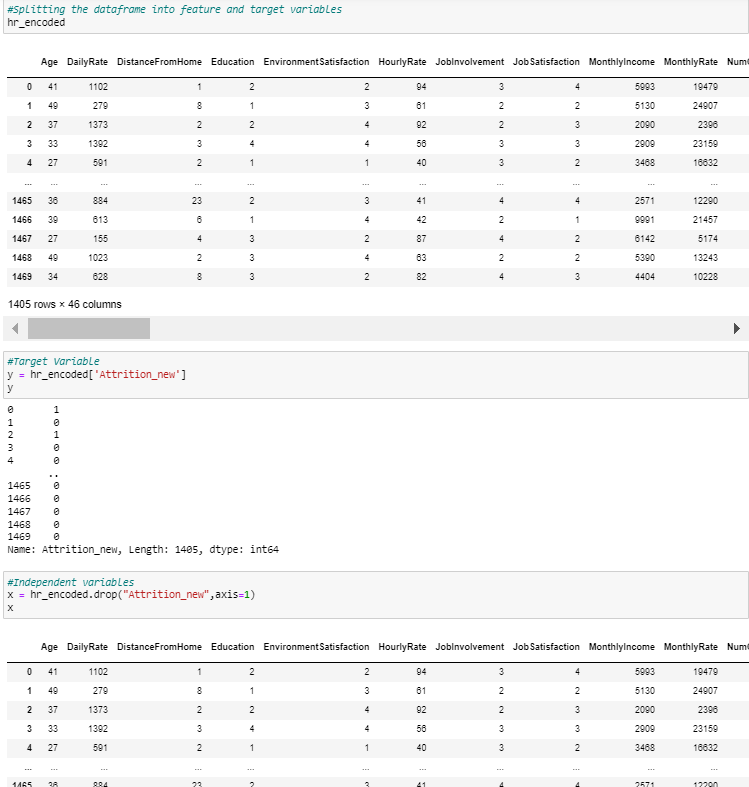 #Splitting the dataframe into feature and target variables
hr_encoded
Age DailyRate DistanceFromHome Education EnvironmentSatisfaction HourlyRate JobInvolvement JobSatisfaction MonthlyIncome MonthlyRate Num
0 41 1102 1 2 2 94 3 4 5993 19479
1 49 279 8 1 3 61 2 2 5130 24907
2 37 1373 2 2 4 92 2 3 2090 2396
3 33 1392 3 4 4 56 3 3 2909 23159
4 27 591 2 1 1 40 3 2 3468 16632
... ... ... ... ... ... ... ... ... ... ...
1465 36 884 23 2 3 41 4 4 2571 12290
1466 39 613 6 1 4 42 2 1 9991 21457
1467 27 155 4 3 2 87 4 2 6142 5174
1468 49 1023 2 3 4 63 2 2 5390 13243
1469 34 628 8 3 2 82 4 3 4404 10228
1405 rows × 46 columns
#Target Variable
y = hr_encoded['Attrition_new']
y
0 1
1 0
2 1
3 0
4 0
..
1465 0
1466 0
1467 0
1468 0
1469 0
Name: Attrition_new, Length: 1405, dtype: int64
#Independent variables
x = hr_encoded.drop("Attrition_new",axis=1)
x
Age DailyRate DistanceFromHome Education EnvironmentSatisfaction HourlyRate JobInvolvement JobSatisfaction MonthlyIncome MonthlyRate Num
0 41 1102 1 2 2 94 3 4 5993 19479
1 49 279 8 1 3 61 2 2 5130 24907
2 37 1373 2 2 4 92 2 3 2090 2396
3 33 1392 3 4 4 56 3 3 2909 23159
4 27 591 2 1 1 40 3 2 3468 16632
... ... ... ... ... ... ... ... ... ... ...
1465 36 884 23 2 3 41 4 4 2571 12290